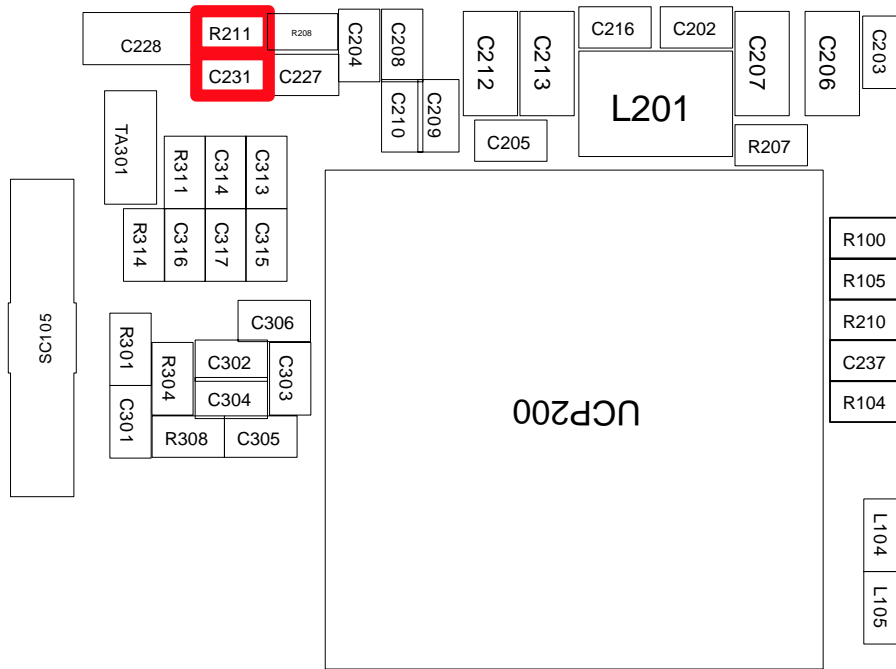 C228
R211
R208
C204
C208
C212
C213
C216
C202
C207
C206
C203
C231
C227
L201
C210
C209
C205
R207
TA301
R311
C314
C313
R314
C316
C317
C315
R100
R105
R210
C237
R104
SC105
C306
R301
R304
C302
C303
C301
C304
UCP200
R308
C305
L104
L105